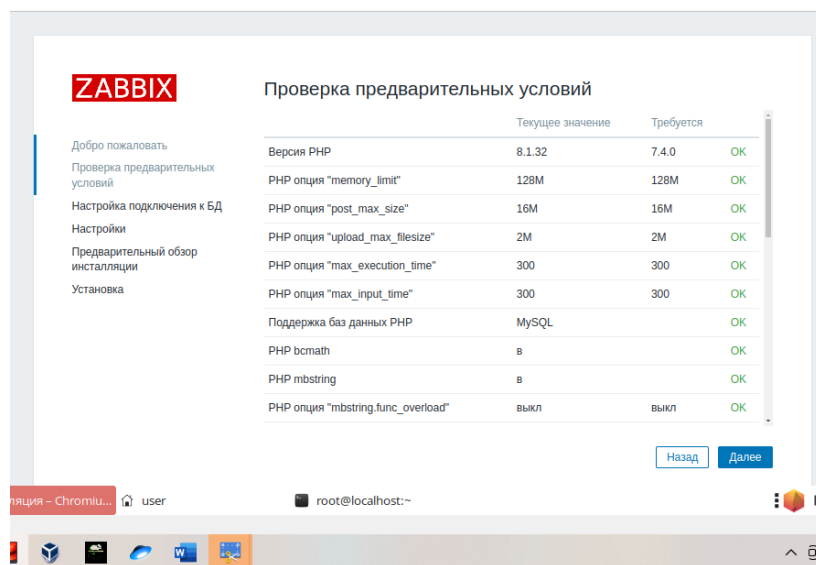 ZABBIX
Проверка предварительных условий
Текущее значение Требуется
Добро пожаловать
Проверка предварительных
условий
Настройка подключения к БД
Настройки
Предварительный обзор
инсталляции
Установка
Версия PHP 8.1.32 7.4.0 OK
PHP опция "memory_limit" 128M 128M OK
PHP опция "post_max_size" 16M 16M OK
PHP опция "upload_max_filesize" 2M 2M OK
PHP опция "max_execution_time" 300 300 OK
PHP опция "max_input_time" 300 300 OK
Поддержка баз данных PHP MySQL OK
PHP bcmath в OK
PHP mbstring в OK
PHP опция "mbstring.func_overload" выкл выкл OK
Назад Далее
ляция – Chromiu... user root@localhost:~